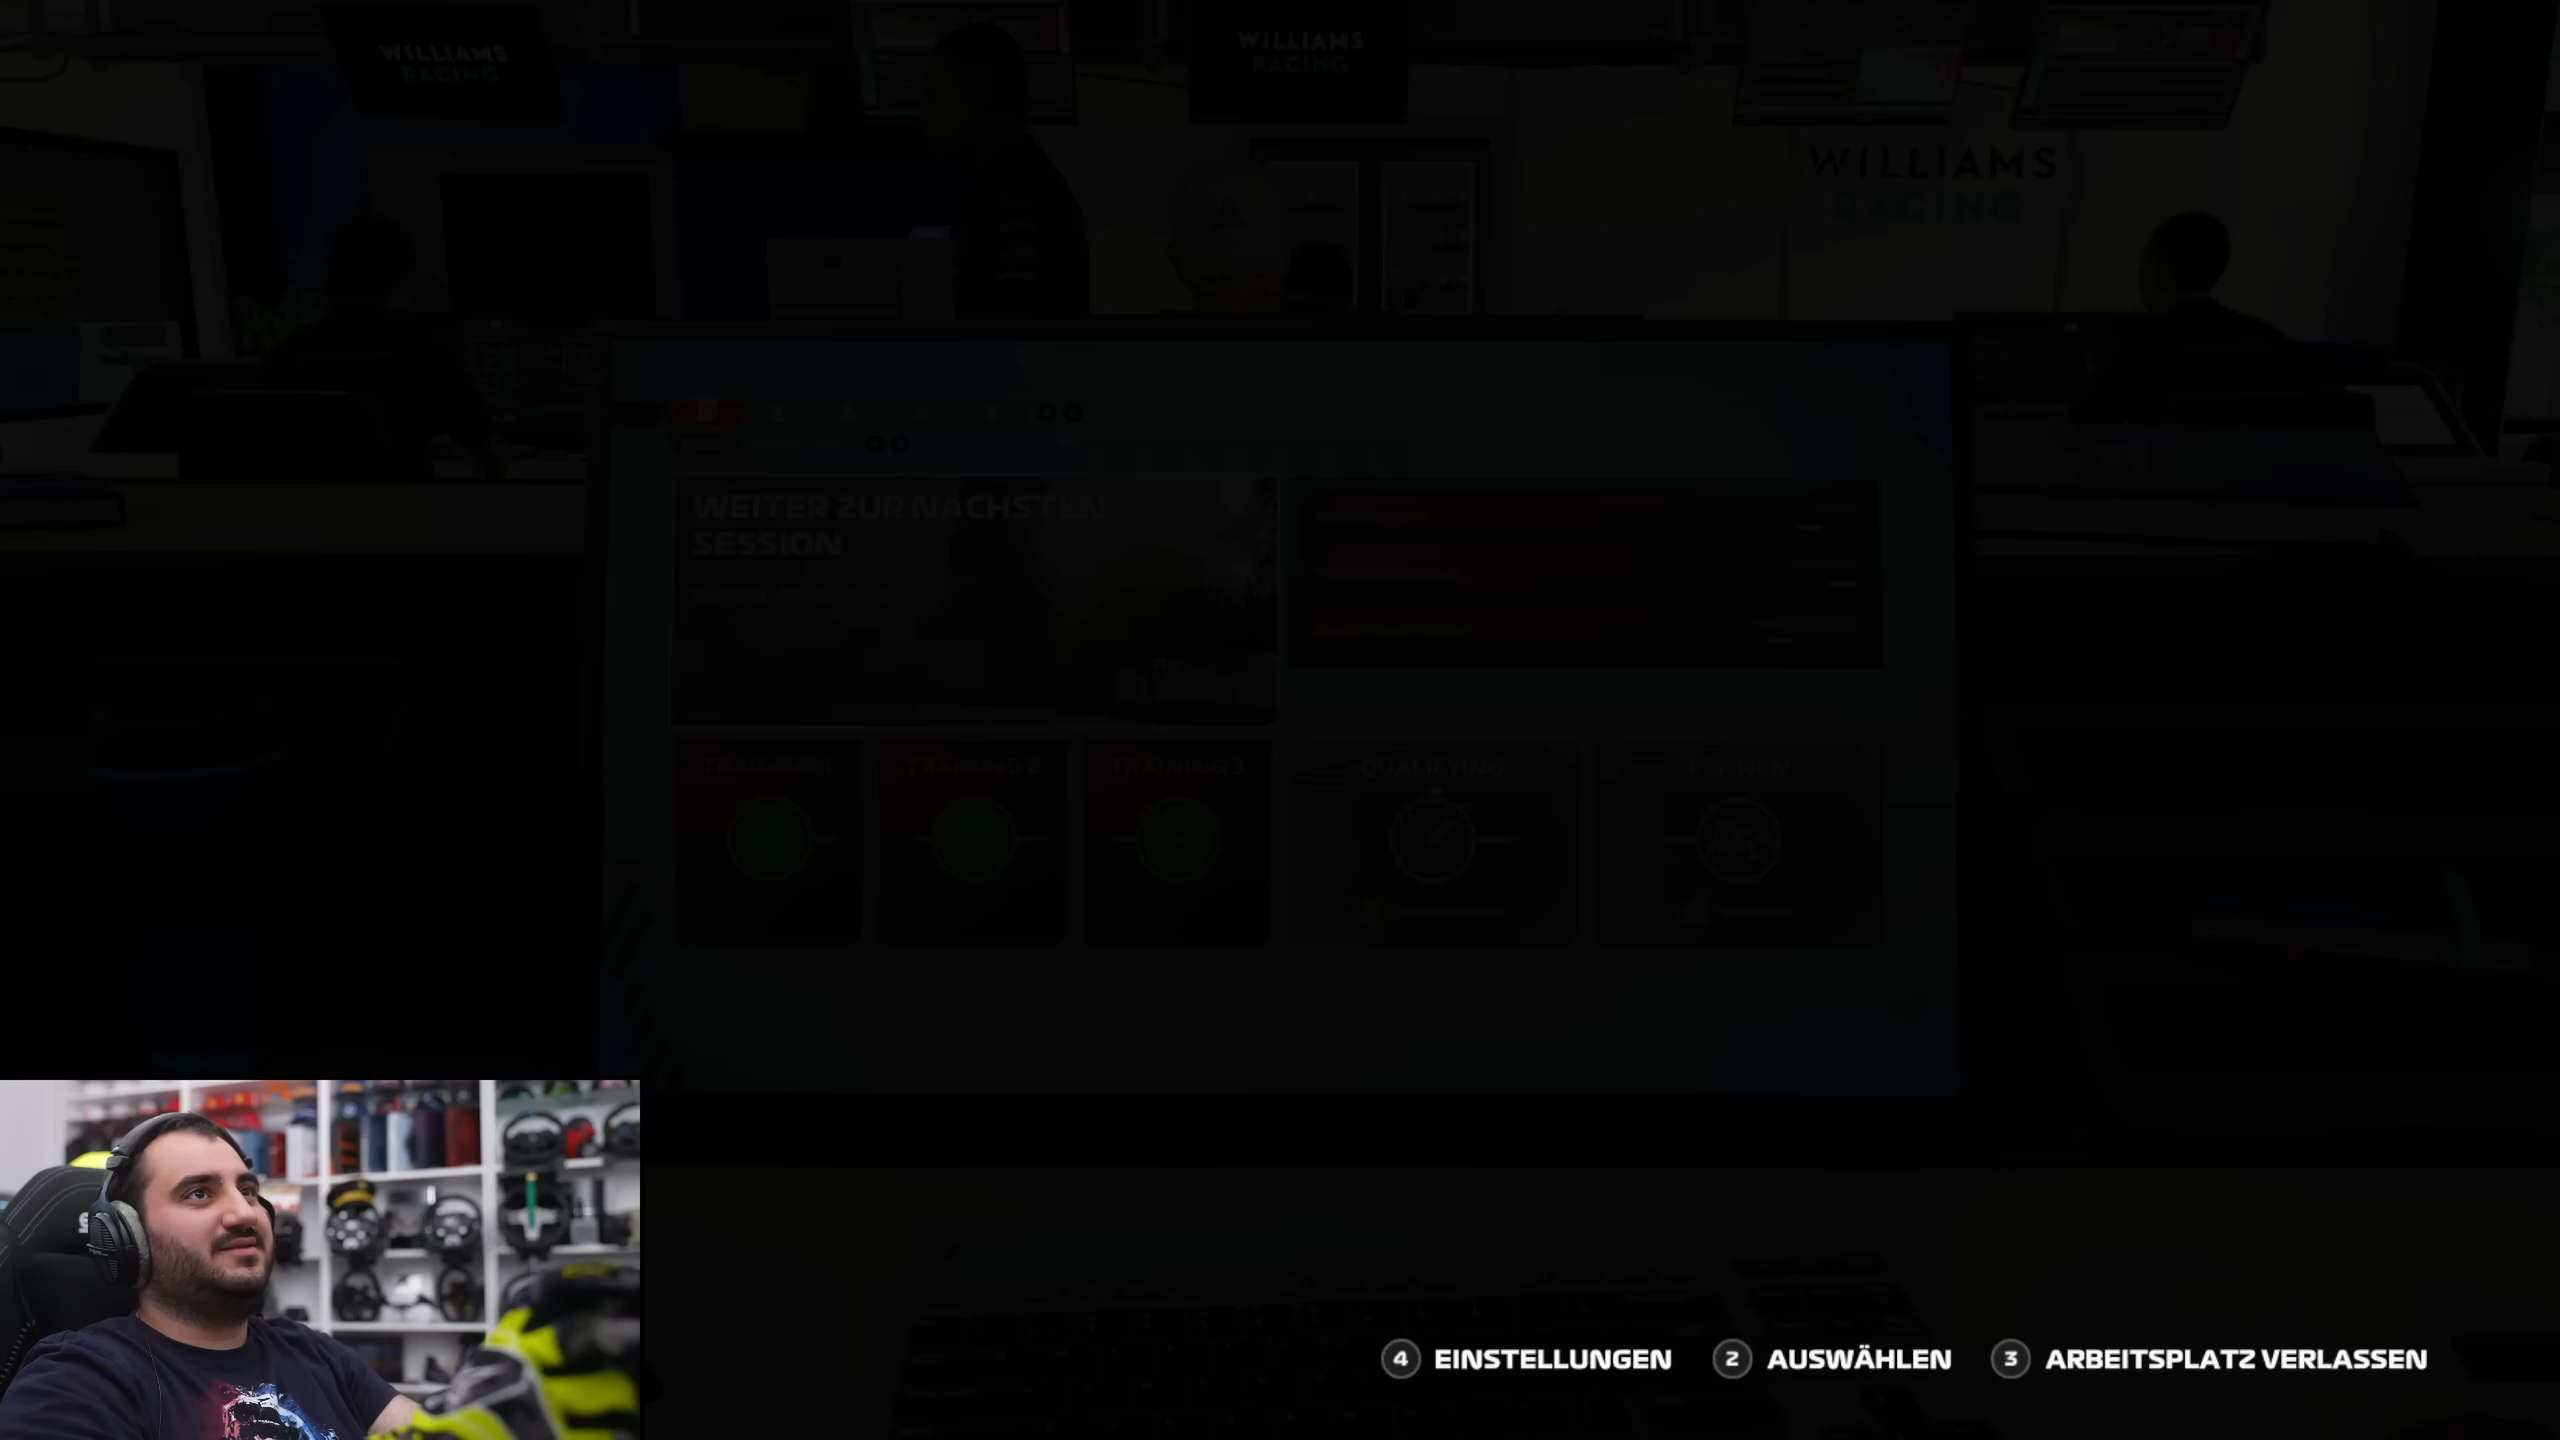 WILLIAMS
RACING
WILLIAMS
RACING
WILLIAMS
RACING
WEITER ZUR NÄCHSTEN
SESSION
TRAINING 1
TRAINING 2
TRAINING 3
QUALIFYING
RENNEN
4 EINSTELLUNGEN
2 AUSWÄHLEN
3 ARBEITSPLATZ VERLASSEN